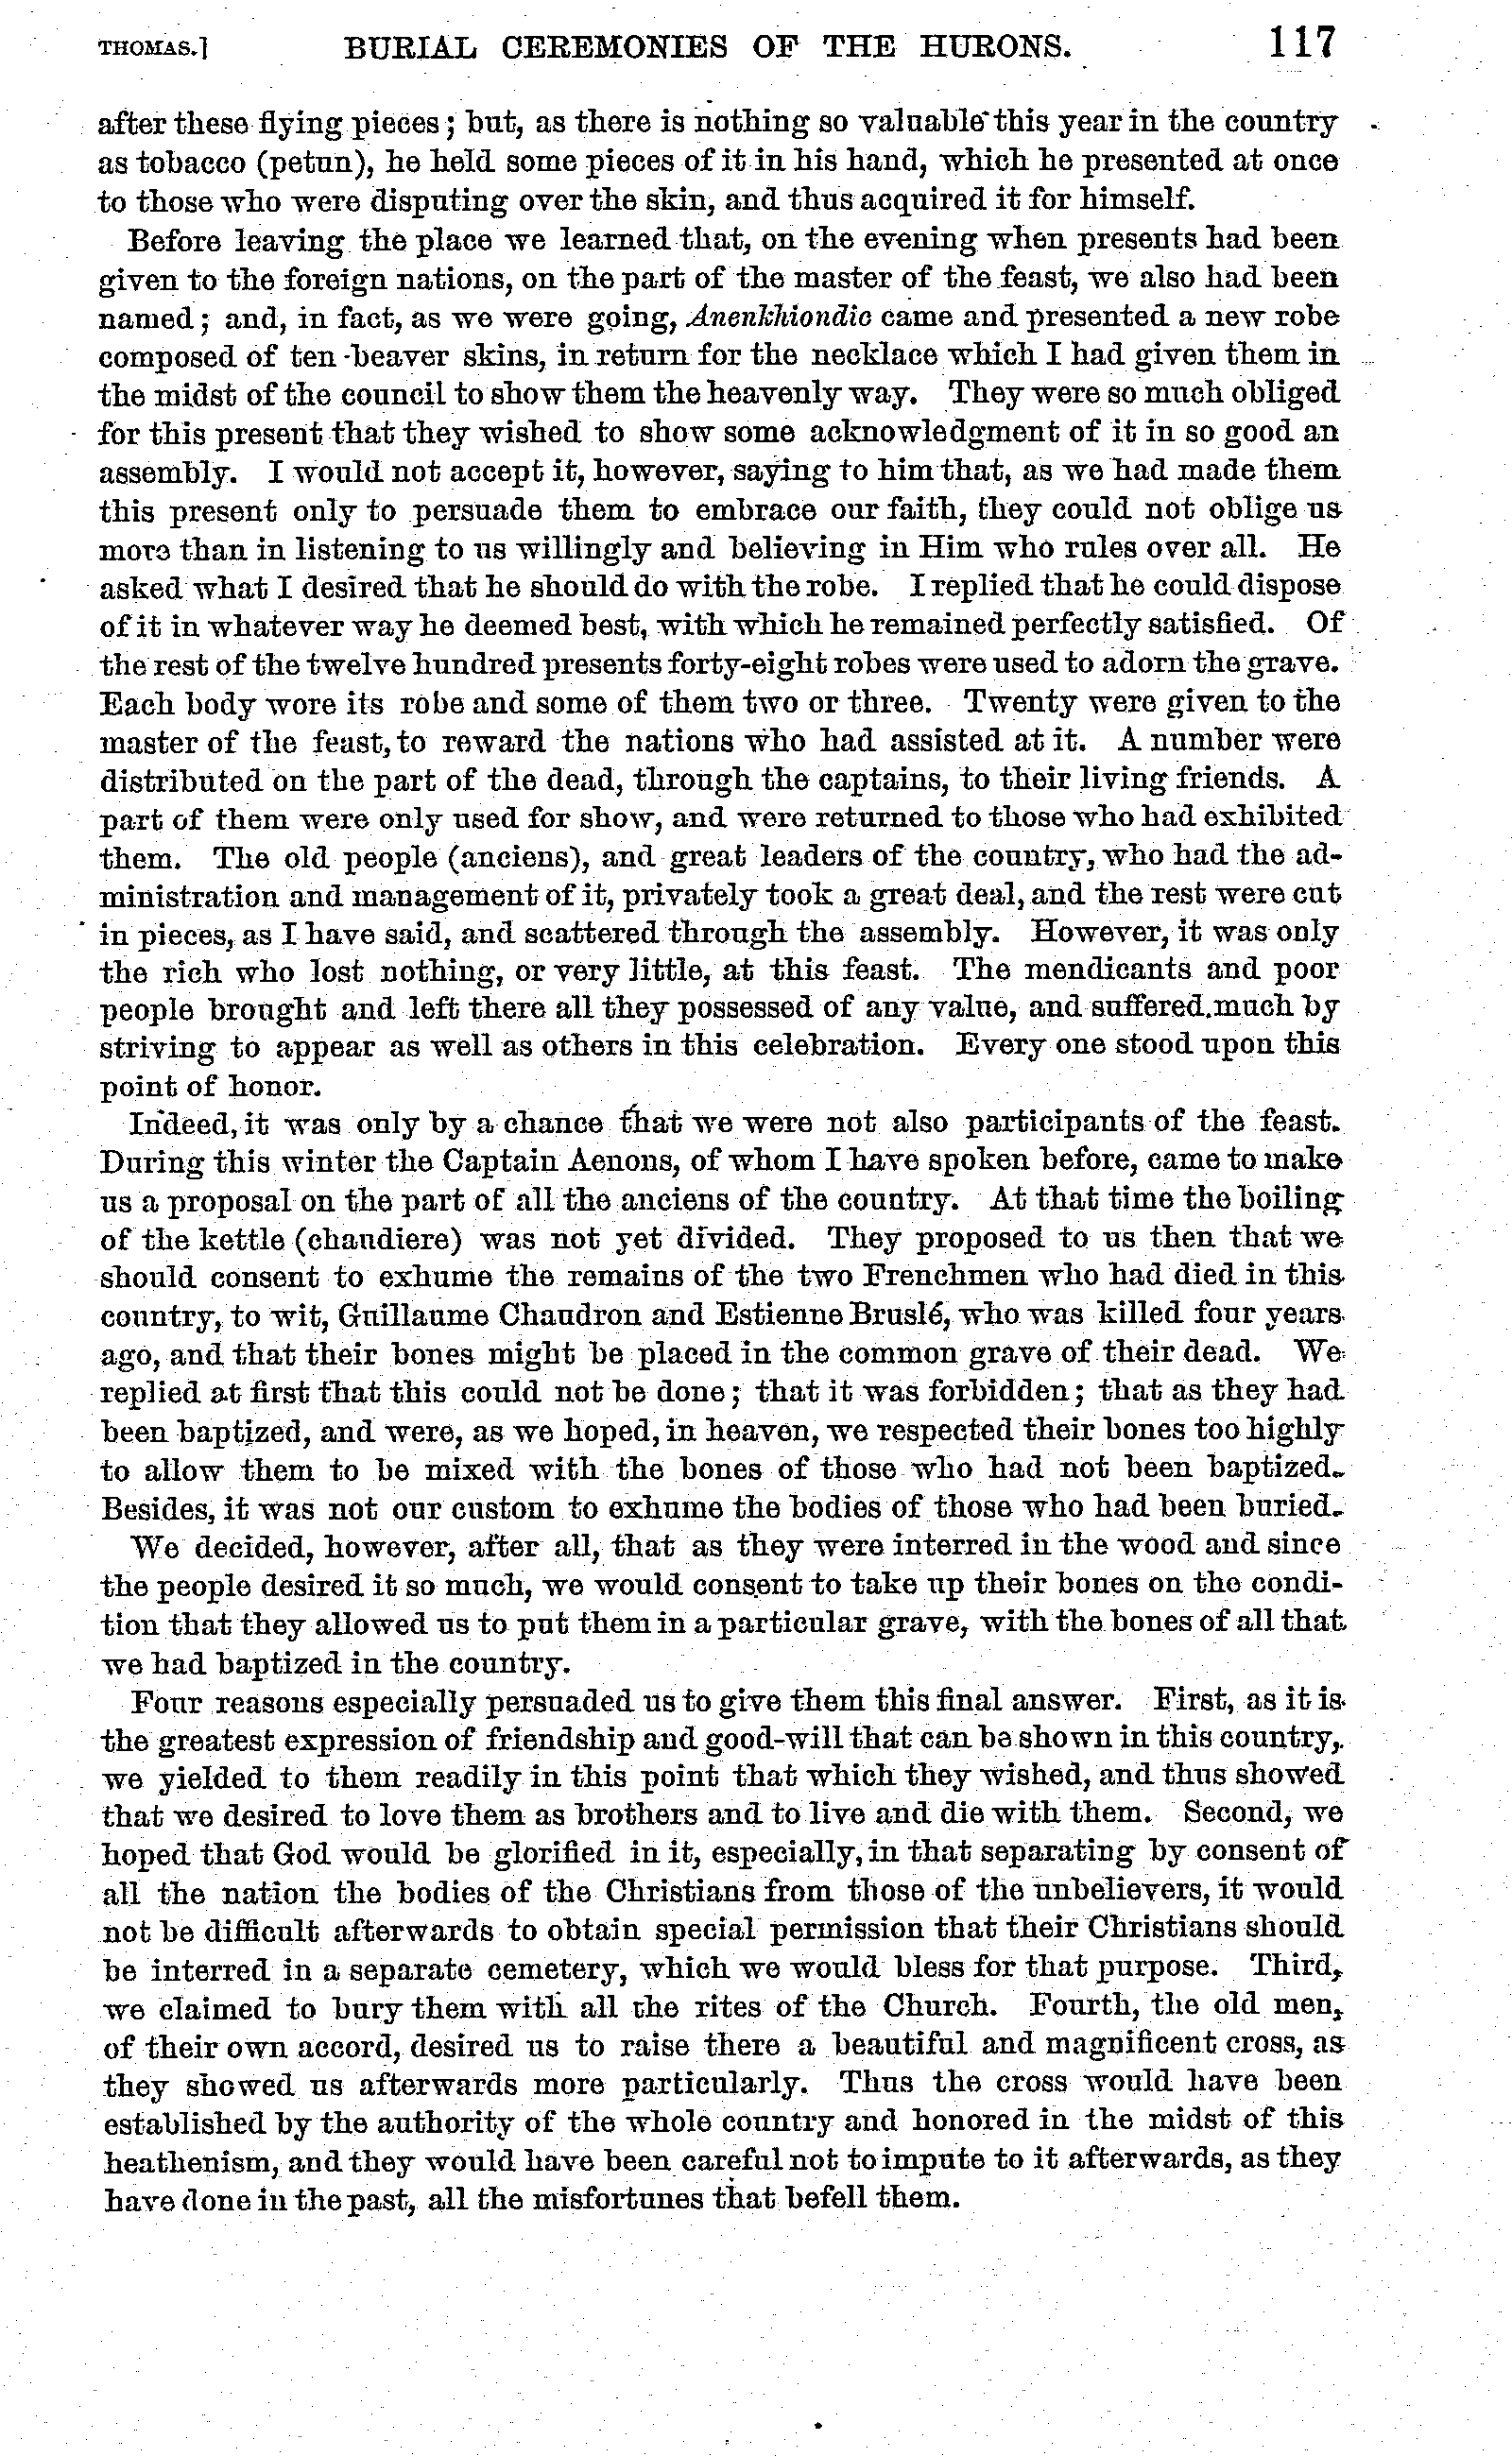 THOMAS.] BURIAL CEREMONIES OF THE HURONS. 117
after these flying pieces; but, as there is nothing so valuable this year in the country
as tobacco (petun), he held some pieces of it in his hand, which he presented at once
to those who were disputing over the skin, and thus acquired it for himself.
Before leaving the place we learned that, on the evening when presents had been
given to the foreign nations, on the part of the master of the feast, we also had been
named; and, in fact, as we were going, Anenkhiondic came and presented a new robe
composed of ten beaver skins, in return for the necklace which I had given them in
the midst of the council to show them the heavenly way. They were so much obliged
for this present that they wished to show some acknowledgment of it in so good an
assembly. I would not accept it, however, saying to him that, as we had made them
this present only to persuade them to embrace our faith, they could not oblige us
more than in listening to us willingly and believing in Him who rules over all. He
asked what I desired that he should do with the robe. I replied that he could dispose
of it in whatever way he deemed best, with which he remained perfectly satisfied. Of
the rest of the twelve hundred presents forty-eight robes were used to adorn the grave.
Each body wore its robe and some of them two or three. Twenty were given to the
master of the feast, to reward the nations who had assisted at it. A number were
distributed on the part of the dead, through the captains, to their living friends. A
part of them were only used for show, and were returned to those who had exhibited
them. The old people (anciens), and great leaders of the country, who had the ad-
ministration and management of it, privately took a great deal, and the rest were cut
in pieces, as I have said, and scattered through the assembly. However, it was only
the rich who lost nothing, or very little, at this feast. The mendicants and poor
people brought and left there all they possessed of any value, and suffered much by
striving to appear as well as others in this celebration. Every one stood upon this
point of honor.
Indeed, it was only by a chance that we were not also participants of the feast.
During this winter the Captain Aenons, of whom I have spoken before, came to make
us a proposal on the part of all the anciens of the country. At that time the boiling
of the kettle (chaudiere) was not yet divided. They proposed to us then that we
should consent to exhume the remains of the two Frenchmen who had died in this
country, to wit, Guillaume Chaudron and Estienne Bruslé, who was killed four years
ago, and that their bones might be placed in the common grave of their dead. We
replied at first that this could not be done; that it was forbidden; that as they had
been baptized, and were, as we hoped, in heaven, we respected their bones too highly
to allow them to be mixed with the bones of those who had not been baptized.
Besides, it was not our custom to exhume the bodies of those who had been buried.
We decided, however, after all, that as they were interred in the wood and since
the people desired it so much, we would consent to take up their bones on the condi-
tion that they allowed us to put them in a particular grave, with the bones of all that
we had baptized in the country.
Four reasons especially persuaded us to give them this final answer. First, as it is
the greatest expression of friendship and good-will that can be shown in this country,
we yielded to them readily in this point that which they wished, and thus showed
that we desired to love them as brothers and to live and die with them. Second, we
hoped that God would be glorified in it, especially, in that separating by consent of
all the nation the bodies of the Christians from those of the unbelievers, it would
not be difficult afterwards to obtain special permission that their Christians should
be interred in a separate cemetery, which we would bless for that purpose. Third,
we claimed to bury them with all the rites of the Church. Fourth, the old men,
of their own accord, desired us to raise there a beautiful and magnificent cross, as
they showed us afterwards more particularly. Thus the cross would have been
established by the authority of the whole country and honored in the midst of this
heathenism, and they would have been careful not to impute to it afterwards, as they
have done in the past, all the misfortunes that befell them.